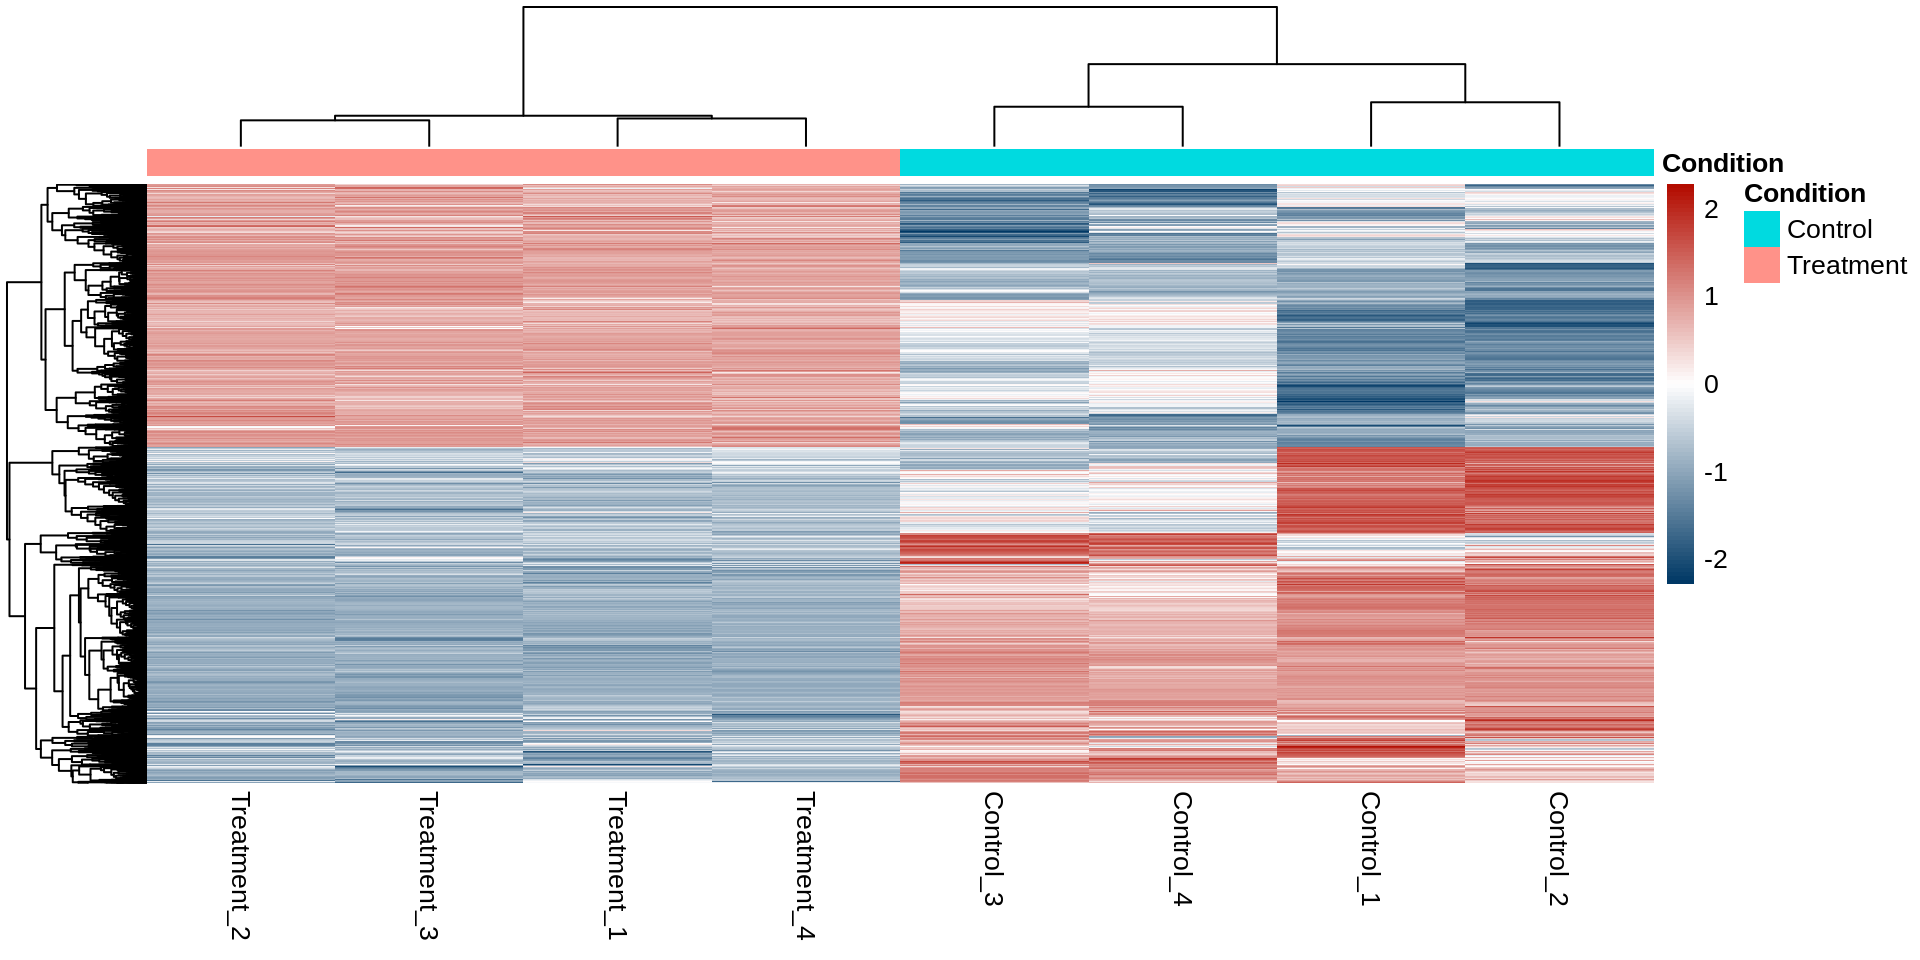 Condition
Condition
Control
Treatment
2
1
0
-1
-2
Treatment_2
Treatment_3
Treatment_1
Treatment_4
Control_3
Control_4
Control_1
Control_2